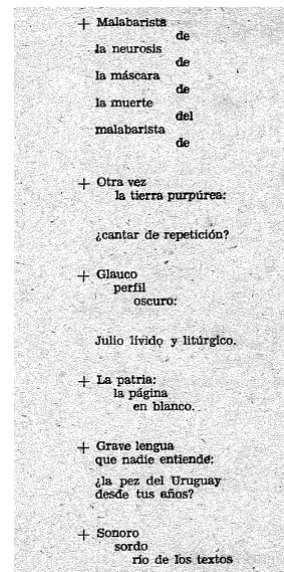 + Malabarista
de
la neurosis
de
la máscara
de
la muerte
del
malabarista
de
+ Otra vez
la tierra purpúrea:
¿cantar de repetición?
+ Glauco
perfil
oscuro:
Julio lívido y litúrgico.
+ La patria:
la página
en blanco.
+ Grave lengua
que nadie entiende:
¿la pez del Uruguay
desde tus años?
+ Sonoro
sordo
río de los textos